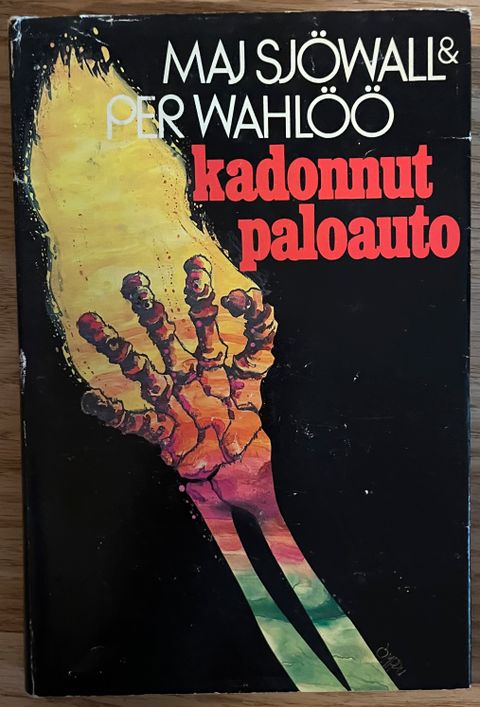 MAJ SJÖWALL &
PER WAHLÖÖ
kadonnut
paloauto